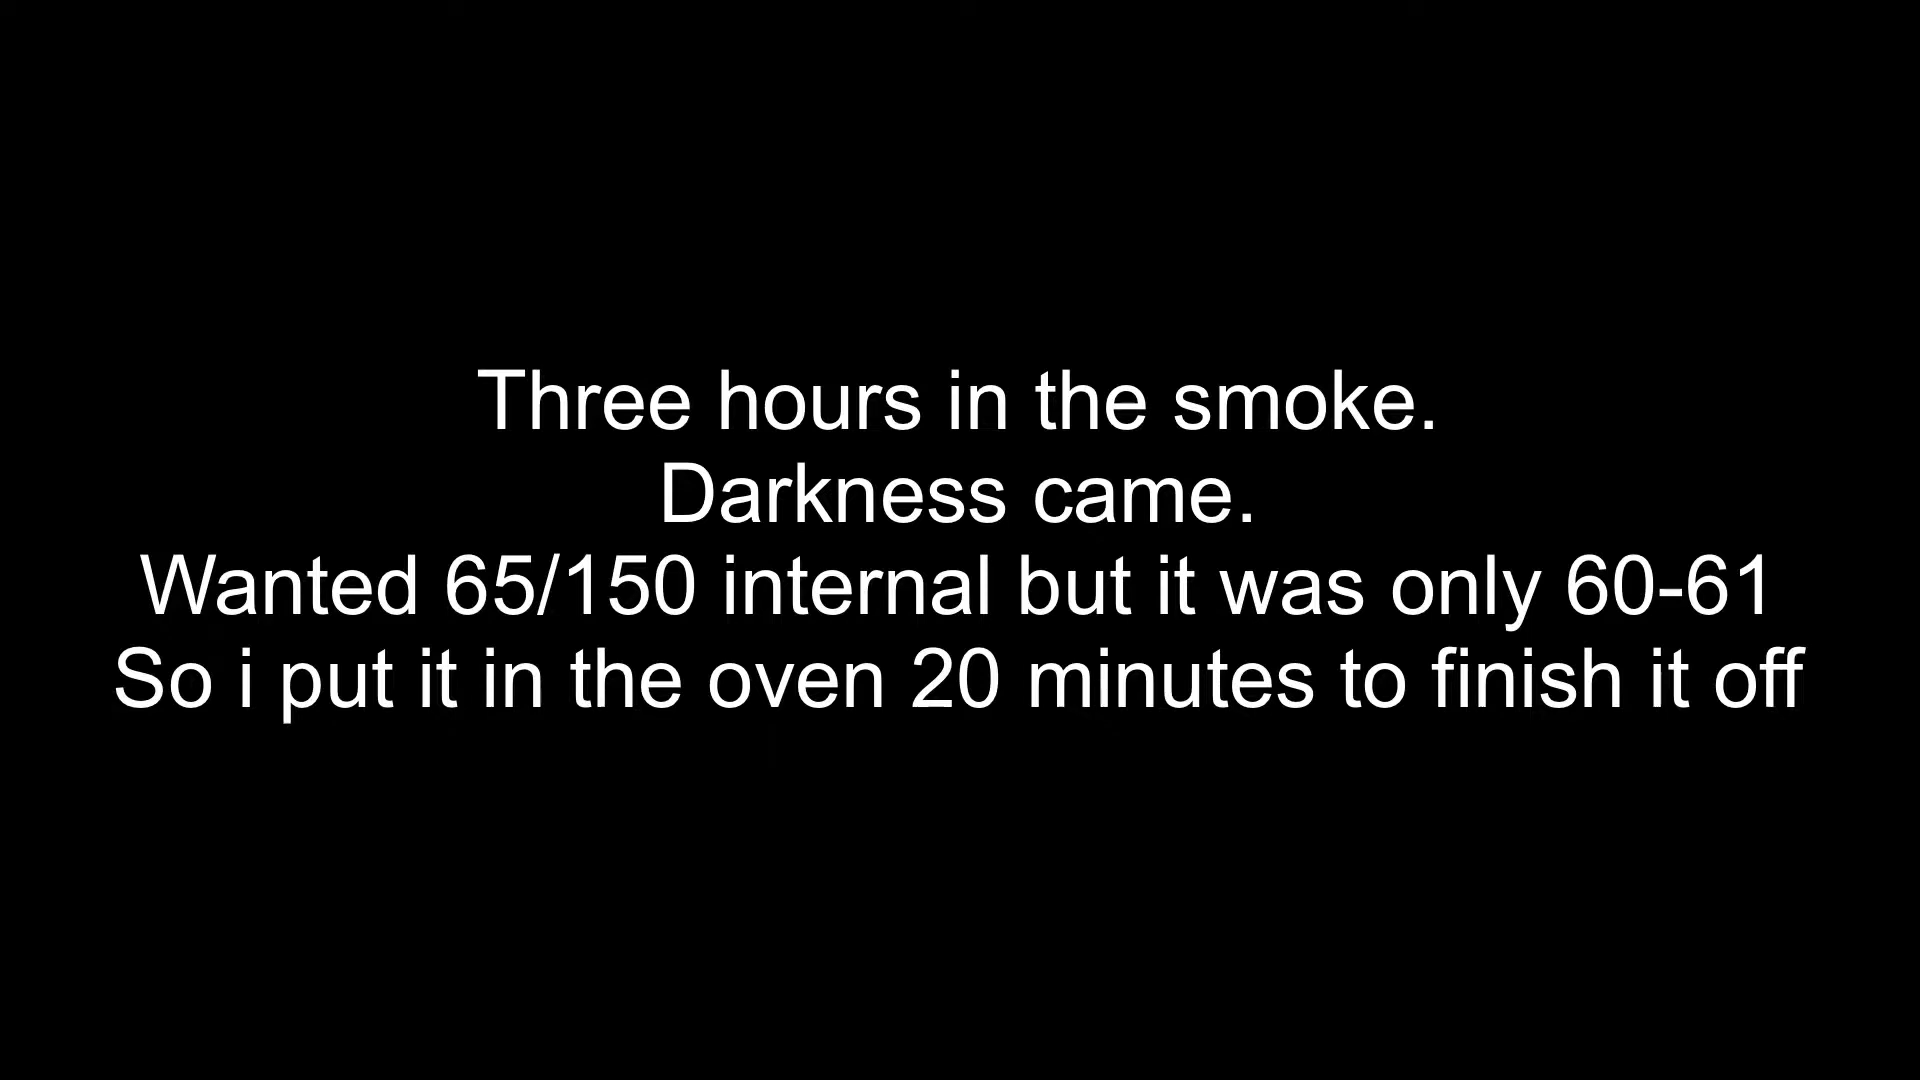 Three hours in the smoke.
Darkness came.
Wanted 65/150 internal but it was only 60-61
So i put it in the oven 20 minutes to finish it off